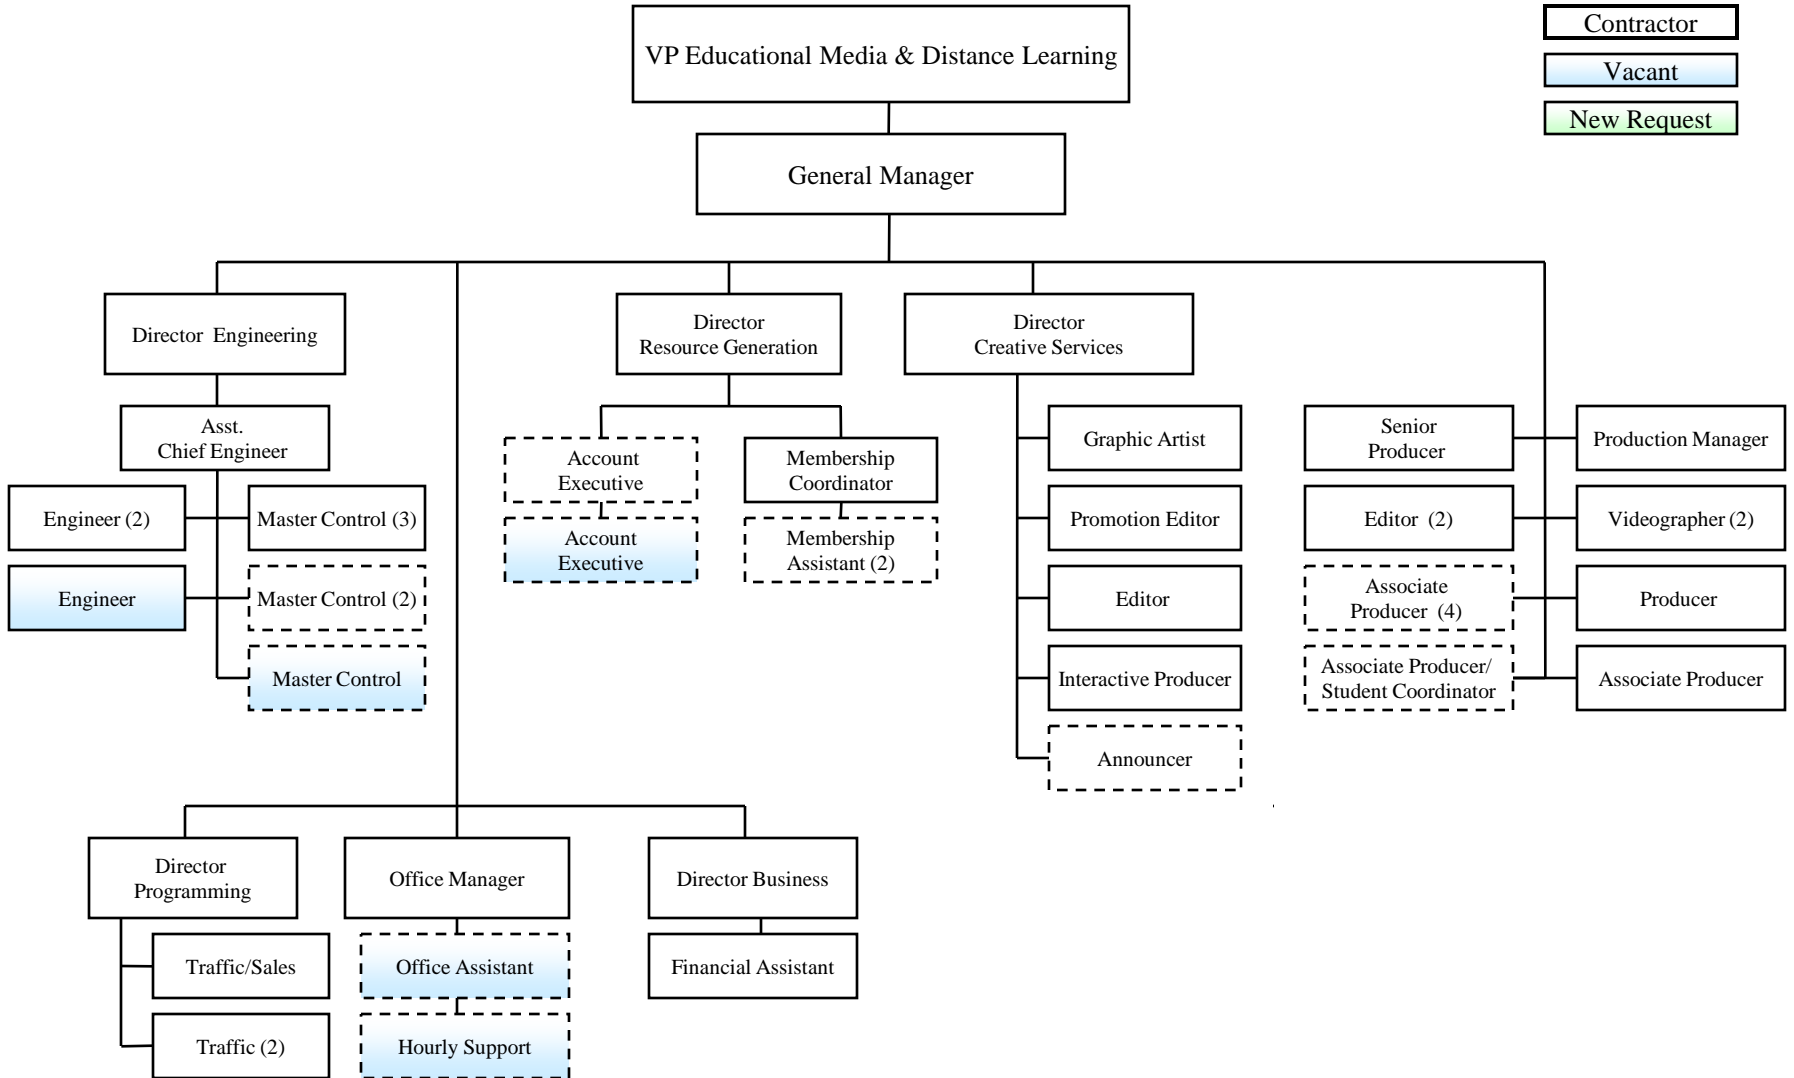 VP Educational Media & Distance Learning
General Manager
Contractor
Vacant
New Request
Director Engineering
Asst.
Chief Engineer
Engineer (2)
Master Control (3)
Engineer
Master Control (2)
Master Control
Director
Resource Generation
Account
Executive
Account
Executive
Membership
Coordinator
Membership
Assistant (2)
Director
Creative Services
Graphic Artist
Promotion Editor
Editor
Interactive Producer
Announcer
Senior
Producer
Production Manager
Editor (2)
Videographer (2)
Associate
Producer (4)
Producer
Associate Producer/
Student Coordinator
Associate Producer
Director
Programming
Traffic/Sales
Traffic (2)
Office Manager
Office Assistant
Hourly Support
Director Business
Financial Assistant